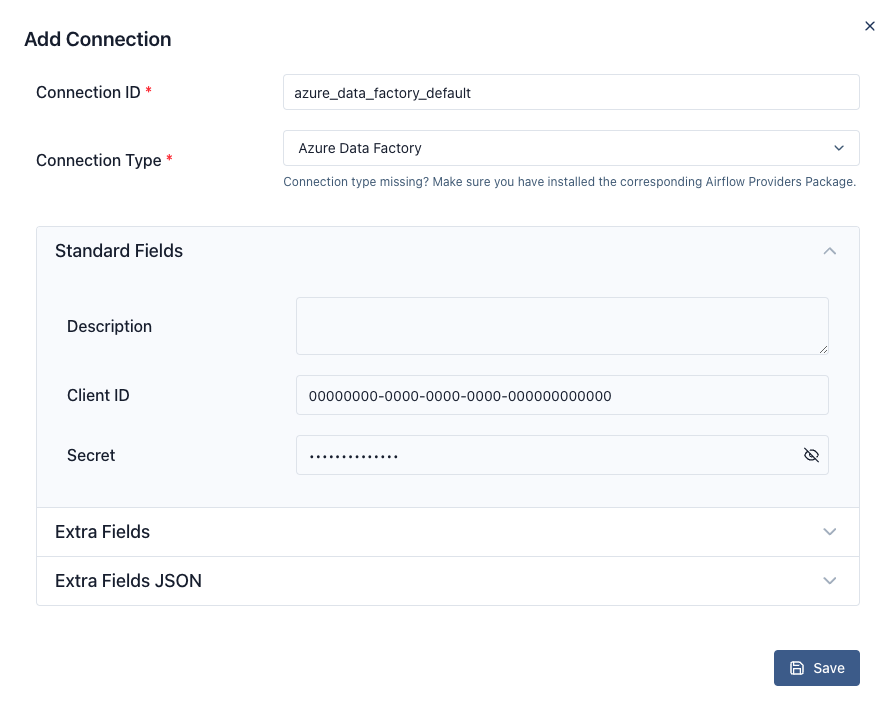 Add Connection
Connection ID *
azure_data_factory_default
Connection Type *
Azure Data Factory
Connection type missing? Make sure you have installed the corresponding Airflow Providers Package.
Standard Fields
Description
Client ID
00000000-0000-0000-0000-000000000000
Secret
••••••••••••••
Extra Fields
Extra Fields JSON
Save